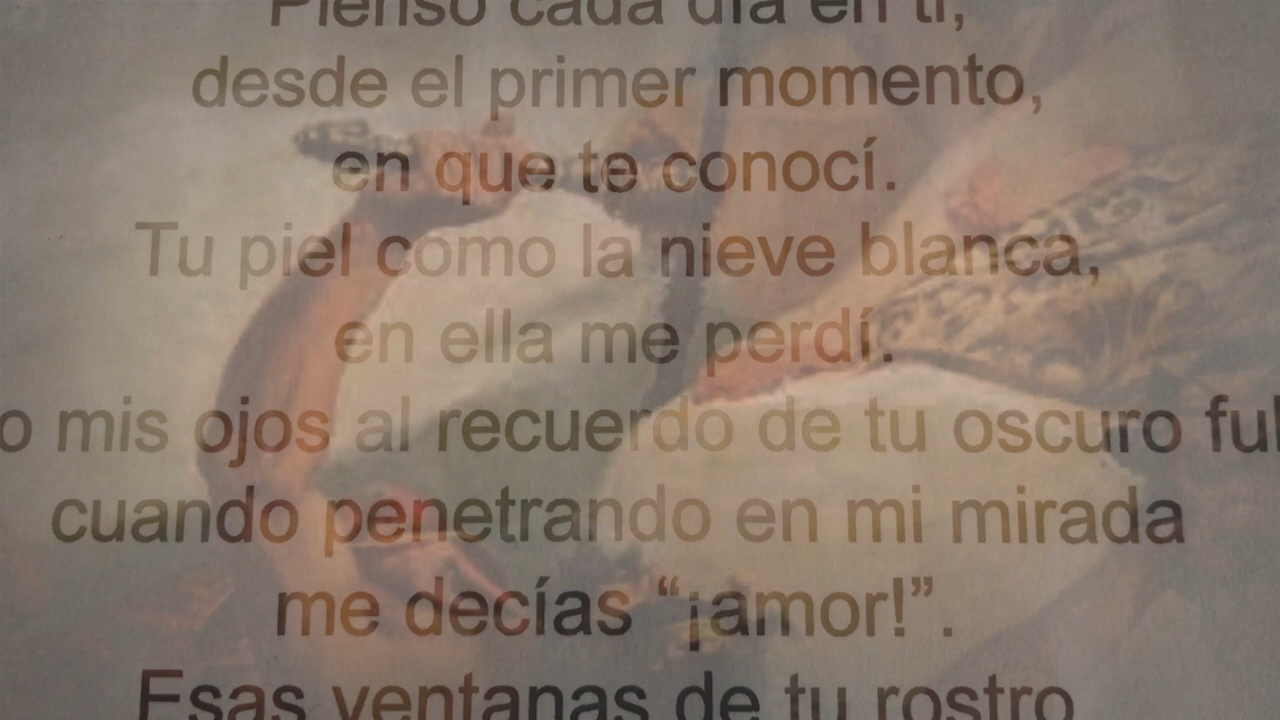 Pienso cada día en ti,
desde el primer momento,
en que te conocí.
Tu piel como la nieve blanca,
en ella me perdí.
mis ojos al recuerdo de tu oscuro
cuando penetrando en mi mirada
me decías “¡amor!”.
Esas ventanas de tu rostro